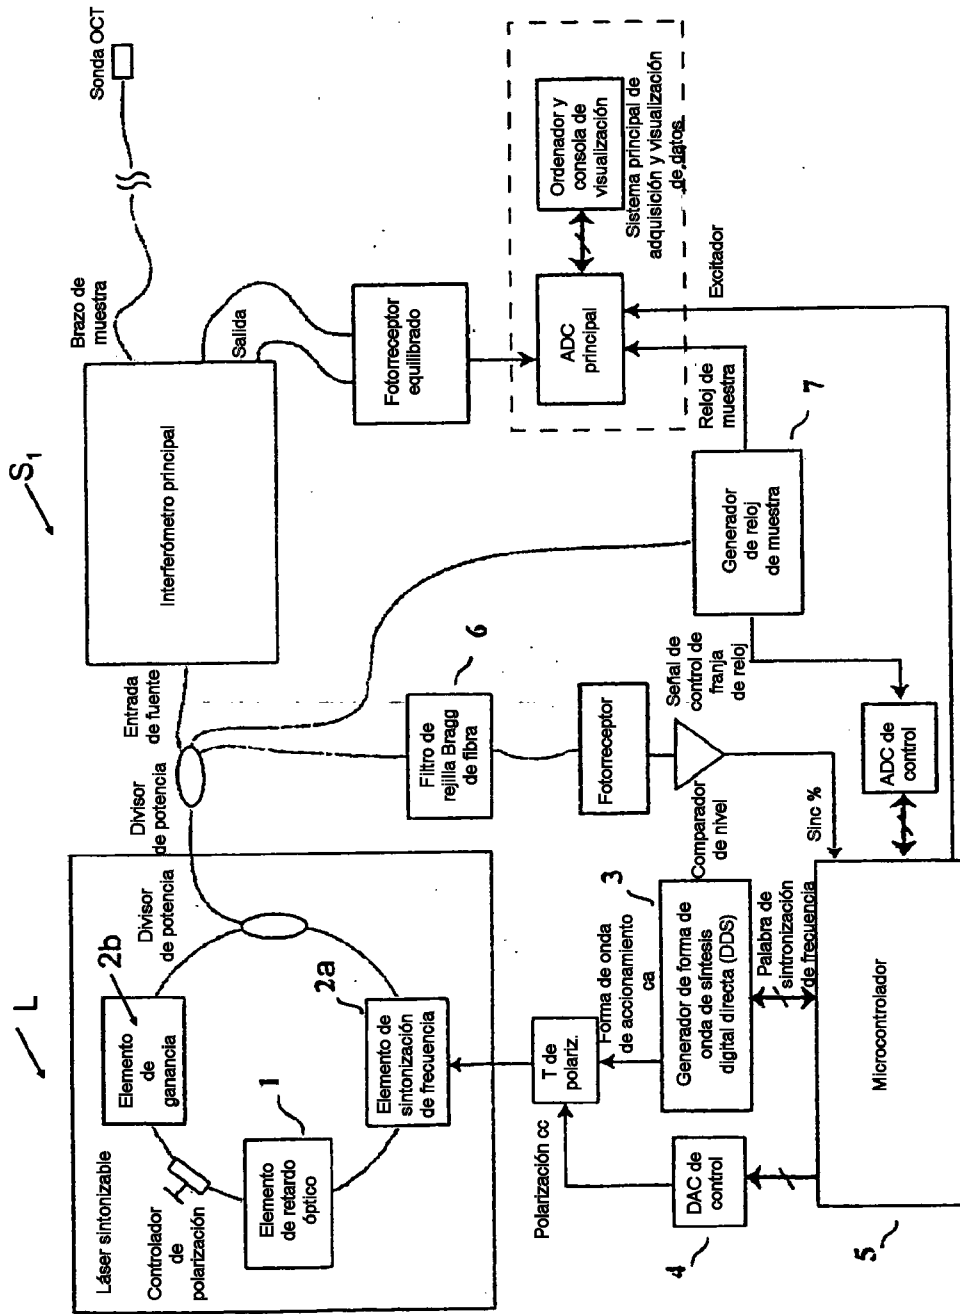 L
S1
Láser sintonizable
Controlador
de
polarización
Elemento
de
ganancia
2b
Divisor
de potencia
Elemento
de retardo
óptico
1
Elemento de
sintonización
de frecuencia
2a
Divisor
de potencia
Entrada
de fuente
Interferómetro principal
Brazo de
muestra
Sonda OCT
Salida
Fotorreceptor
equilibrado
ADC
principal
Ordenador y
consola de
visualización
Sistema principal de
adquisición y visualización
de datos
Excitador
Reloj de
muestra
Generador
de reloj
de muestra
7
Filtro de
rejilla Bragg
de fibra
6
Fotorreceptor
Señal de
control de
franja
de reloj
Comparador
de nivel
ADC de
control
Sinc %
T de
polariz.
Forma de onda
de accionamiento
ca
Generador de forma de
onda de síntesis
digital directa (DDS)
3
Polarización cc
DAC de
control
4
Palabra de
sintronización
de frecuencia
Microcontrolador
5